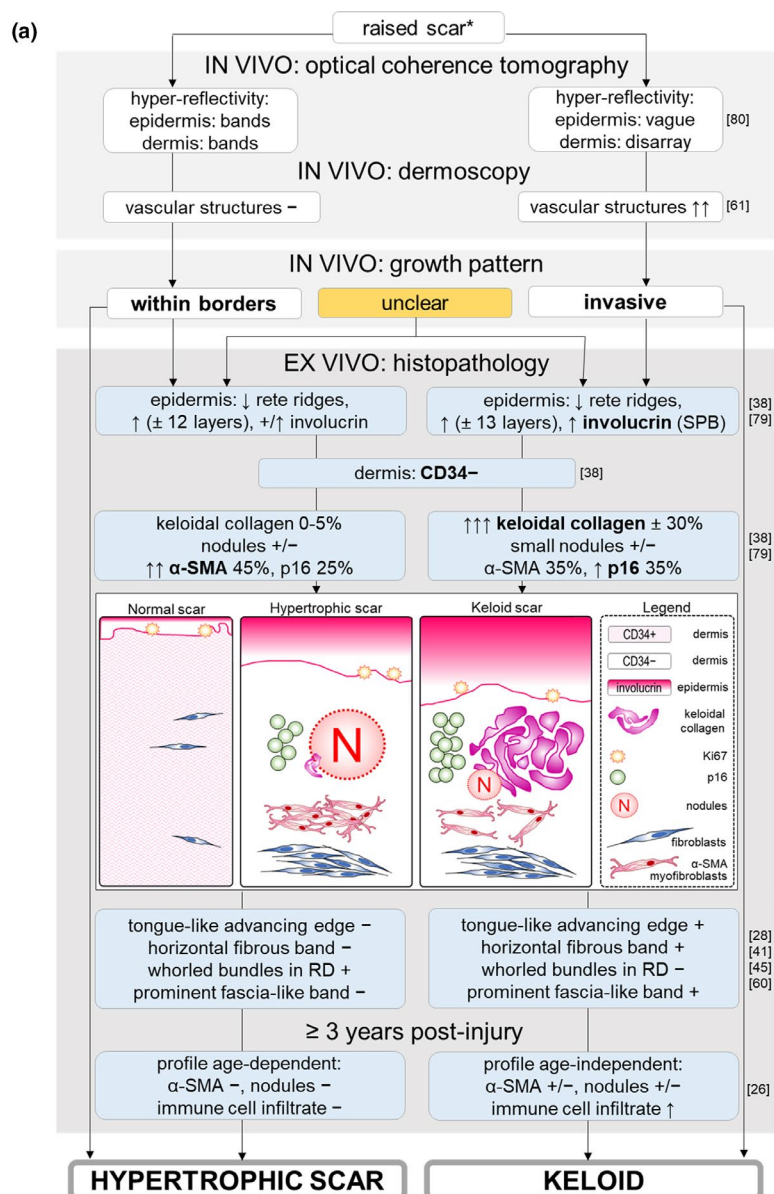 (a)
raised scar*
IN VIVO: optical coherence tomography
hyper-reflectivity:
epidermis: bands
dermis: bands
hyper-reflectivity:
epidermis: vague
dermis: disarray
[80]
IN VIVO: dermoscopy
vascular structures −
vascular structures ↑↑
[61]
IN VIVO: growth pattern
within borders
unclear
invasive
EX VIVO: histopathology
epidermis: ↓ rete ridges,
↑ (± 12 layers), +/↑ involucrin
epidermis: ↓ rete ridges,
↑ (± 13 layers), ↑ involucrin (SPB)
[38]
[79]
dermis: CD34−
[38]
keloidal collagen 0-5%
nodules +/−
↑↑ α-SMA 45%, p16 25%
↑↑↑ keloidal collagen ± 30%
small nodules +/−
α-SMA 35%, ↑ p16 35%
[38]
[79]
Normal scar
Hypertrophic scar
Keloid scar
Legend
CD34+
dermis
CD34−
dermis
involucrin
epidermis
keloidal
collagen
Ki67
p16
N
nodules
fibroblasts
α-SMA
myofibroblasts
N
N
tongue-like advancing edge −
horizontal fibrous band −
whorled bundles in RD +
prominent fascia-like band −
tongue-like advancing edge +
horizontal fibrous band +
whorled bundles in RD −
prominent fascia-like band +
[28]
[41]
[45]
[60]
≥ 3 years post-injury
profile age-dependent:
α-SMA −, nodules −
immune cell infiltrate −
profile age-independent:
α-SMA +/−, nodules +/−
immune cell infiltrate ↑
[26]
HYPERTROPHIC SCAR
KELOID